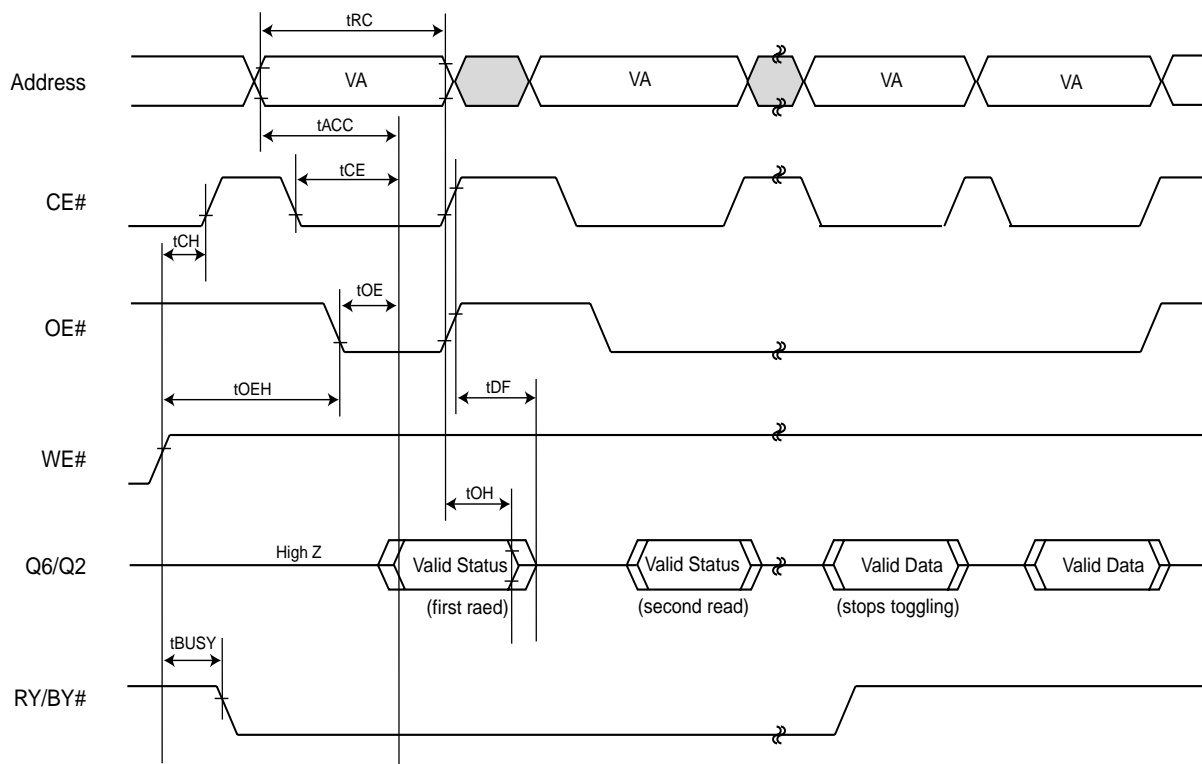 tRC
Address
VA
VA
VA
VA
tACC
tCE
CE#
tCH
tOE
OE#
tOEH
tDF
WE#
tOH
High Z
Q6/Q2
Valid Status
Valid Status
Valid Data
Valid Data
(first raed)
(second read)
(stops toggling)
tBUSY
RY/BY#